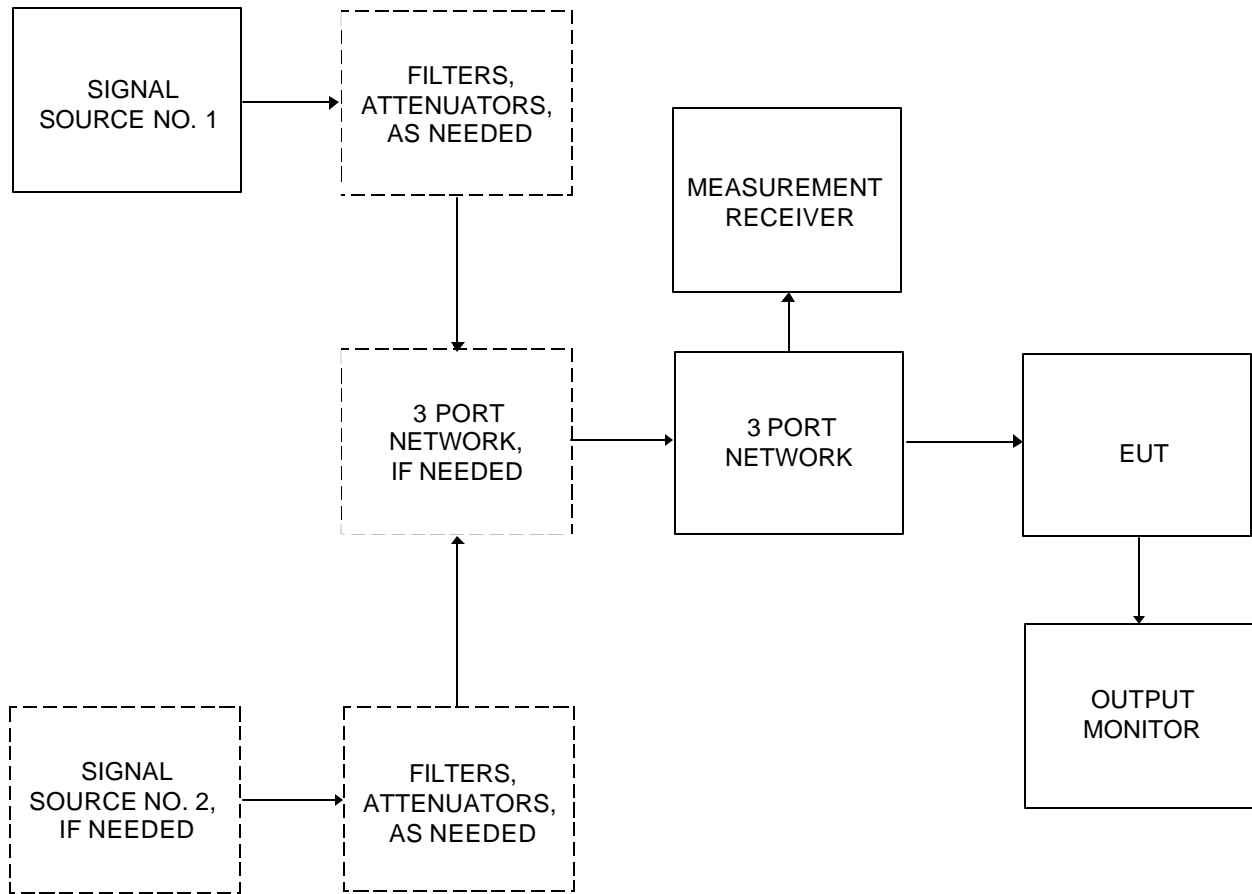 SIGNAL
SOURCE NO. 1
FILTERS,
ATTENUATORS,
AS NEEDED
MEASUREMENT
RECEIVER
3 PORT
NETWORK,
IF NEEDED
3 PORT
NETWORK
EUT
OUTPUT
MONITOR
SIGNAL
SOURCE NO. 2,
IF NEEDED
FILTERS,
ATTENUATORS,
AS NEEDED